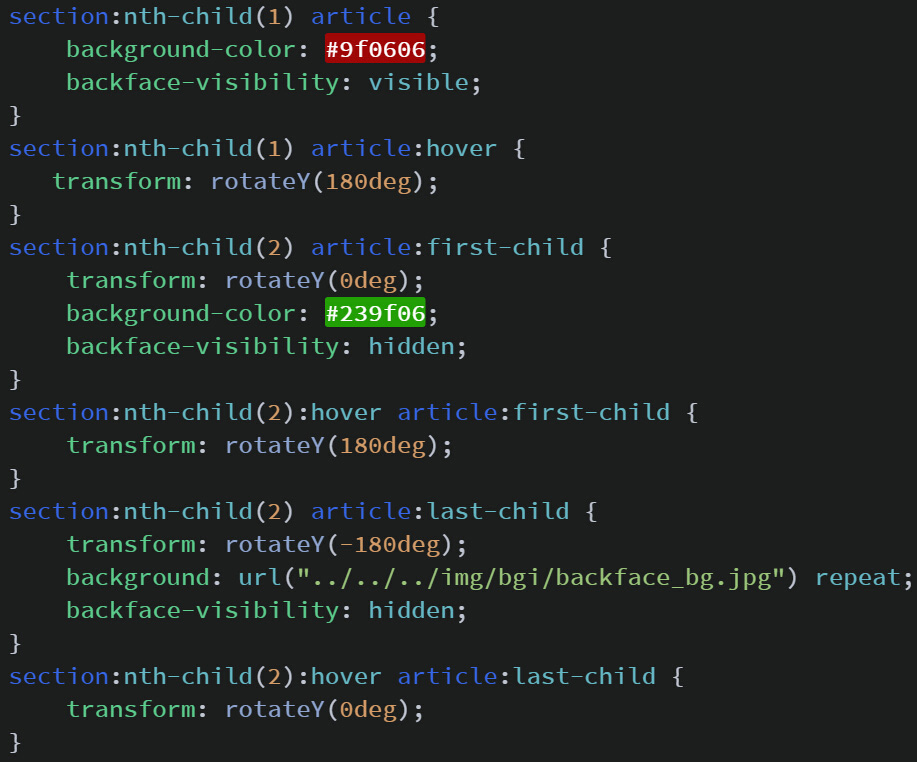 section:nth-child(1) article {
    background-color: #9f0606;
    backface-visibility: visible;
}
section:nth-child(1) article:hover {
   transform: rotateY(180deg);
}
section:nth-child(2) article:first-child {
    transform: rotateY(0deg);
    background-color: #239f06;
    backface-visibility: hidden;
}
section:nth-child(2):hover article:first-child {
    transform: rotateY(180deg);
}
section:nth-child(2) article:last-child {
    transform: rotateY(-180deg);
    background: url("../../../img/bgi/backface_bg.jpg") repeat;
    backface-visibility: hidden;
}
section:nth-child(2):hover article:last-child {
    transform: rotateY(0deg);
}